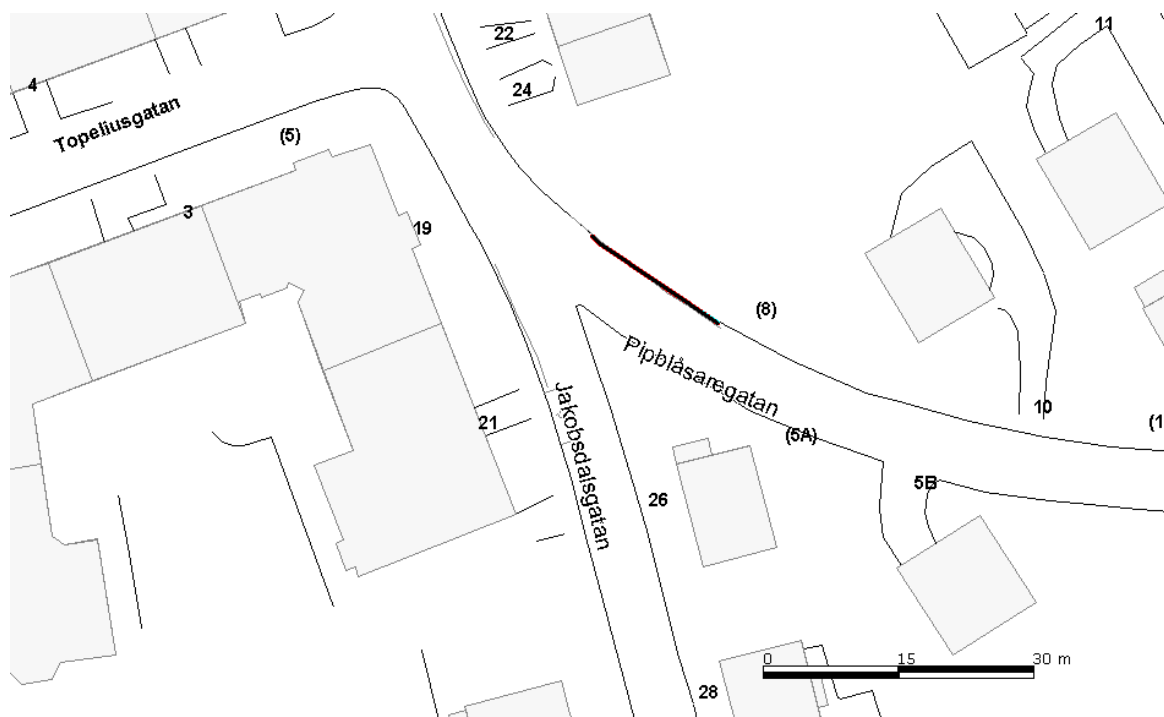 11
22
24
4
Topeliusgatan
(5)
3
19
(8)
Pipblåsaregatan
Jakobsdalsgatan
10
(1
21
(5A)
5B
26
28
0 15 30 m